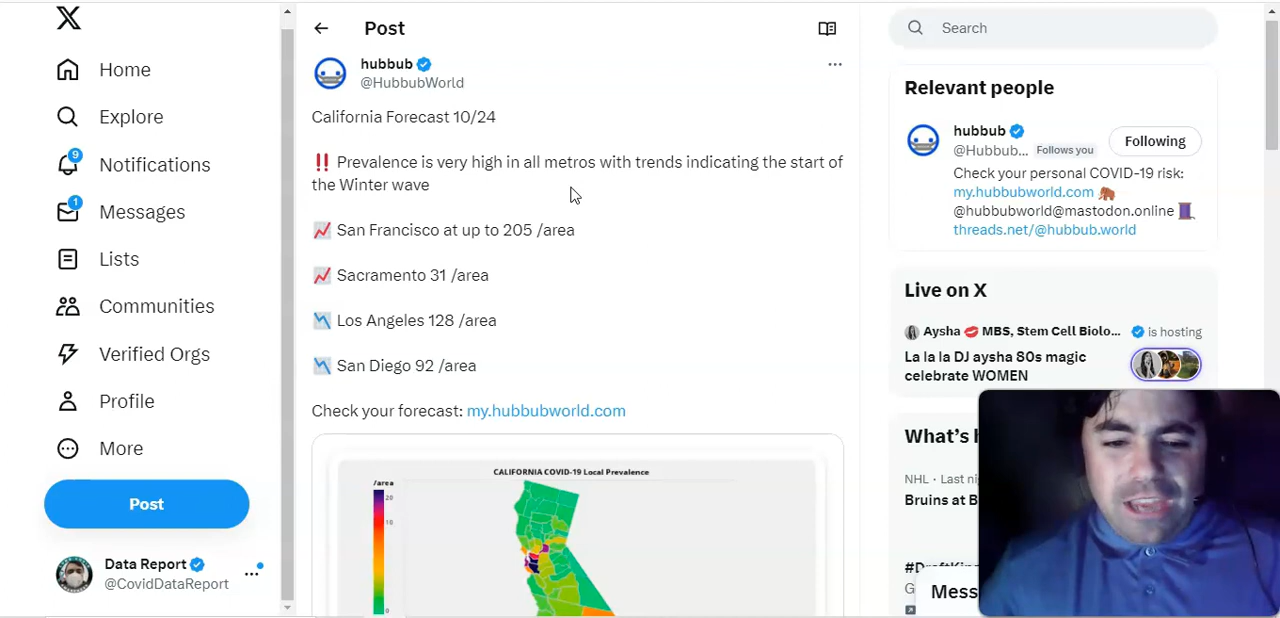 Home
Explore
9
Notifications
1
Messages
Lists
Communities
Verified Orgs
Profile
More
Post
Data Report
@CovidDataReport
Post
hubbub
@HubbubWorld
California Forecast 10/24
‼️ Prevalence is very high in all metros with trends indicating the start of
the Winter wave
San Francisco at up to 205 /area
Sacramento 31 /area
Los Angeles 128 /area
San Diego 92 /area
Check your forecast: my.hubbubworld.com
CALIFORNIA COVID-19 Local Prevalence
/area
20
10
0
Search
Relevant people
hubbub
@Hubbub... Follows you
Following
Check your personal COVID-19 risk:
my.hubbubworld.com
@hubbubworld@mastodon.online
threads.net/@hubbub.world
Live on X
Aysha MBS, Stem Cell Biolo... is hosting
La la la DJ aysha 80s magic
celebrate WOMEN
What's
NHL · Last
Bruins at B
Mess